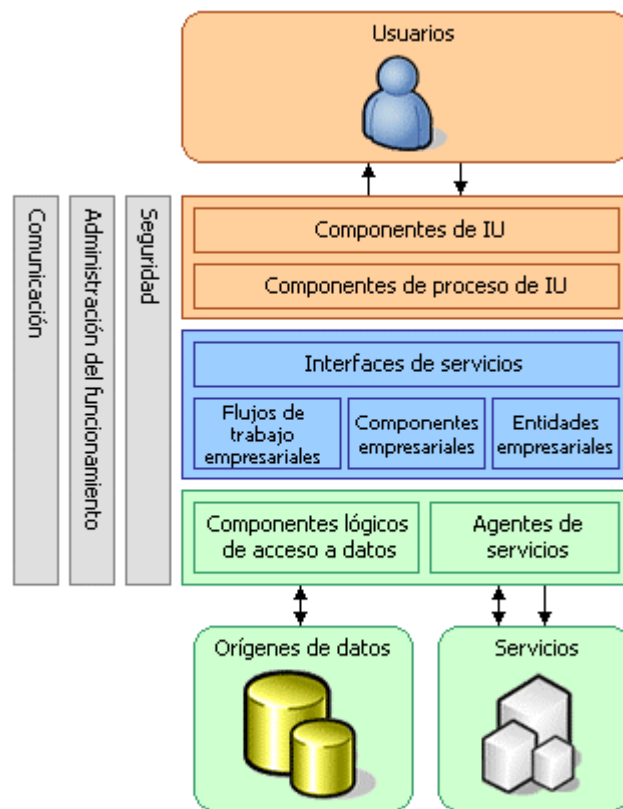 Usuarios
Comunicación
Administración del funcionamiento
Seguridad
Componentes de IU
Componentes de proceso de IU
Interfaces de servicios
Flujos de
trabajo
empresariales
Componentes
empresariales
Entidades
empresariales
Componentes lógicos
de acceso a datos
Agentes de
servicios
Orígenes de datos
Servicios